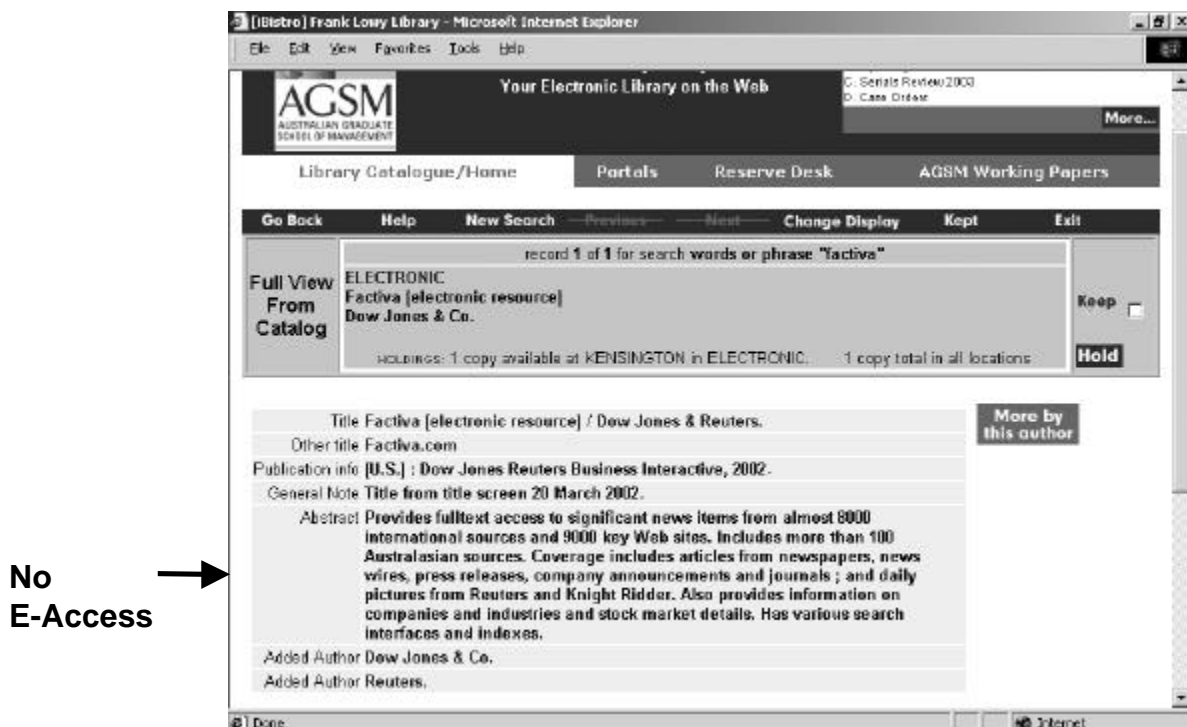 [iBistro] Frank Lowy Library - Microsoft Internet Explorer
File Edit View Favorites Tools Help
AGSM
AUSTRALIAN GRADUATE
SCHOOL OF MANAGEMENT
Your Electronic Library on the Web
C. Serials Review 2003
D.
More...
Library Catalogue/Home Portals Reserve Desk AGSM Working Papers
Go Back Help New Search Previous Next Change Display Kept Exit
record 1 of 1 for search words or phrase "factiva"
Full View
From
Catalog
ELECTRONIC
Factiva [electronic resource]
Dow Jones & Co.
HOLDINGS: 1 copy available at KENSINGTON in ELECTRONIC. 1 copy total in all locations
Keep
Hold
Title Factiva [electronic resource] / Dow Jones & Reuters.
Other title Factiva.com
Publication info [U.S.] : Dow Jones Reuters Business Interactive, 2002.
General Note Title from title screen 20 March 2002.
Abstract Provides fulltext access to significant news items from almost 8000
international sources and 9000 key Web sites. Includes more than 100
Australasian sources. Coverage includes articles from newspapers, news
wires, press releases, company announcements and journals ; and daily
pictures from Reuters and Knight Ridder. Also provides information on
companies and industries and stock market details. Has various search
interfaces and indexes.
Added Author Dow Jones & Co.
Added Author Reuters.
More by
this author
No
E-Access
Done
Internet